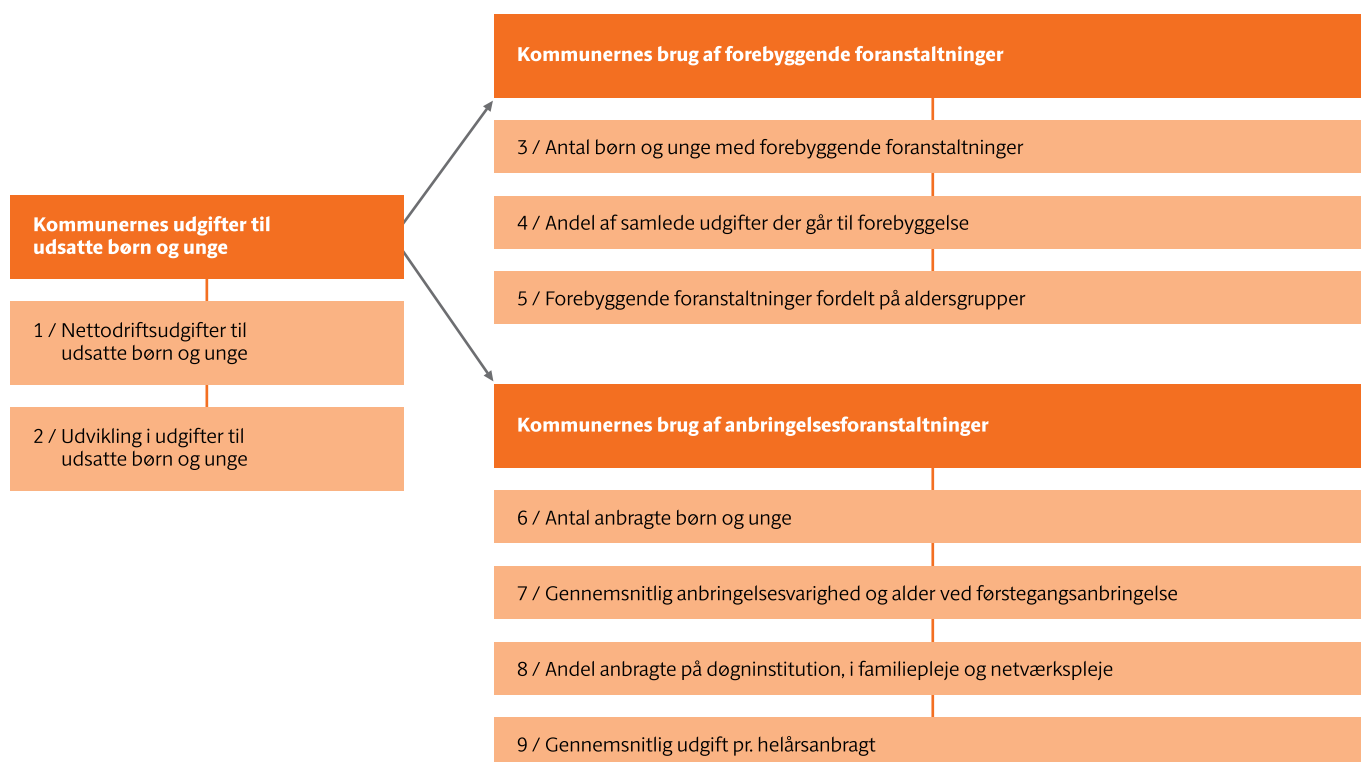 Kommunernes udgifter til
udsatte børn og unge
1 / Nettodriftsudgifter til
udsatte børn og unge
2 / Udvikling i udgifter til
udsatte børn og unge
Kommunernes brug af forebyggende foranstaltninger
3 / Antal børn og unge med forebyggende foranstaltninger
4 / Andel af samlede udgifter der går til forebyggelse
5 / Forebyggende foranstaltninger fordelt på aldersgrupper
Kommunernes brug af anbringelsesforanstaltninger
6 / Antal anbragte børn og unge
7 / Gennemsnitlig anbringelsesvarighed og alder ved førstegangsanbringelse
8 / Andel anbragte på døgninstitution, i familiepleje og netværkspleje
9 / Gennemsnitlig udgift pr. helårsanbragt